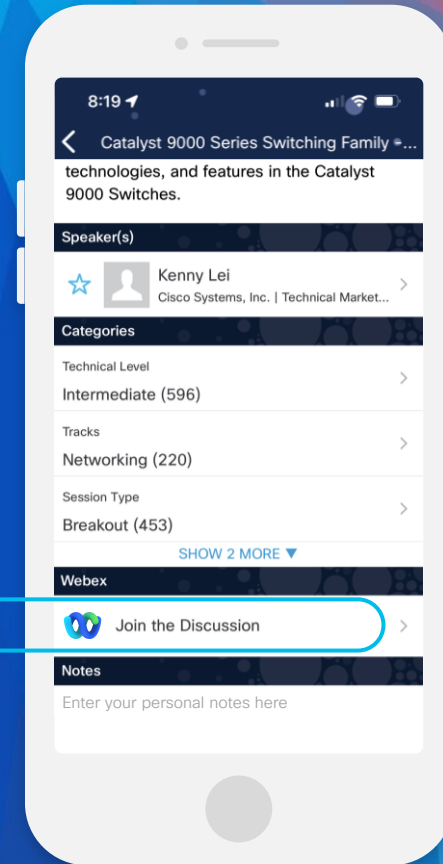 8:19
Catalyst 9000 Series Switching Family -...
technologies, and features in the Catalyst
9000 Switches.
Speaker(s)
Kenny Lei
Cisco Systems, Inc. | Technical Market...
Categories
Technical Level
Intermediate (596)
Tracks
Networking (220)
Session Type
Breakout (453)
SHOW 2 MORE ▼
Webex
Join the Discussion
Notes
Enter your personal notes here